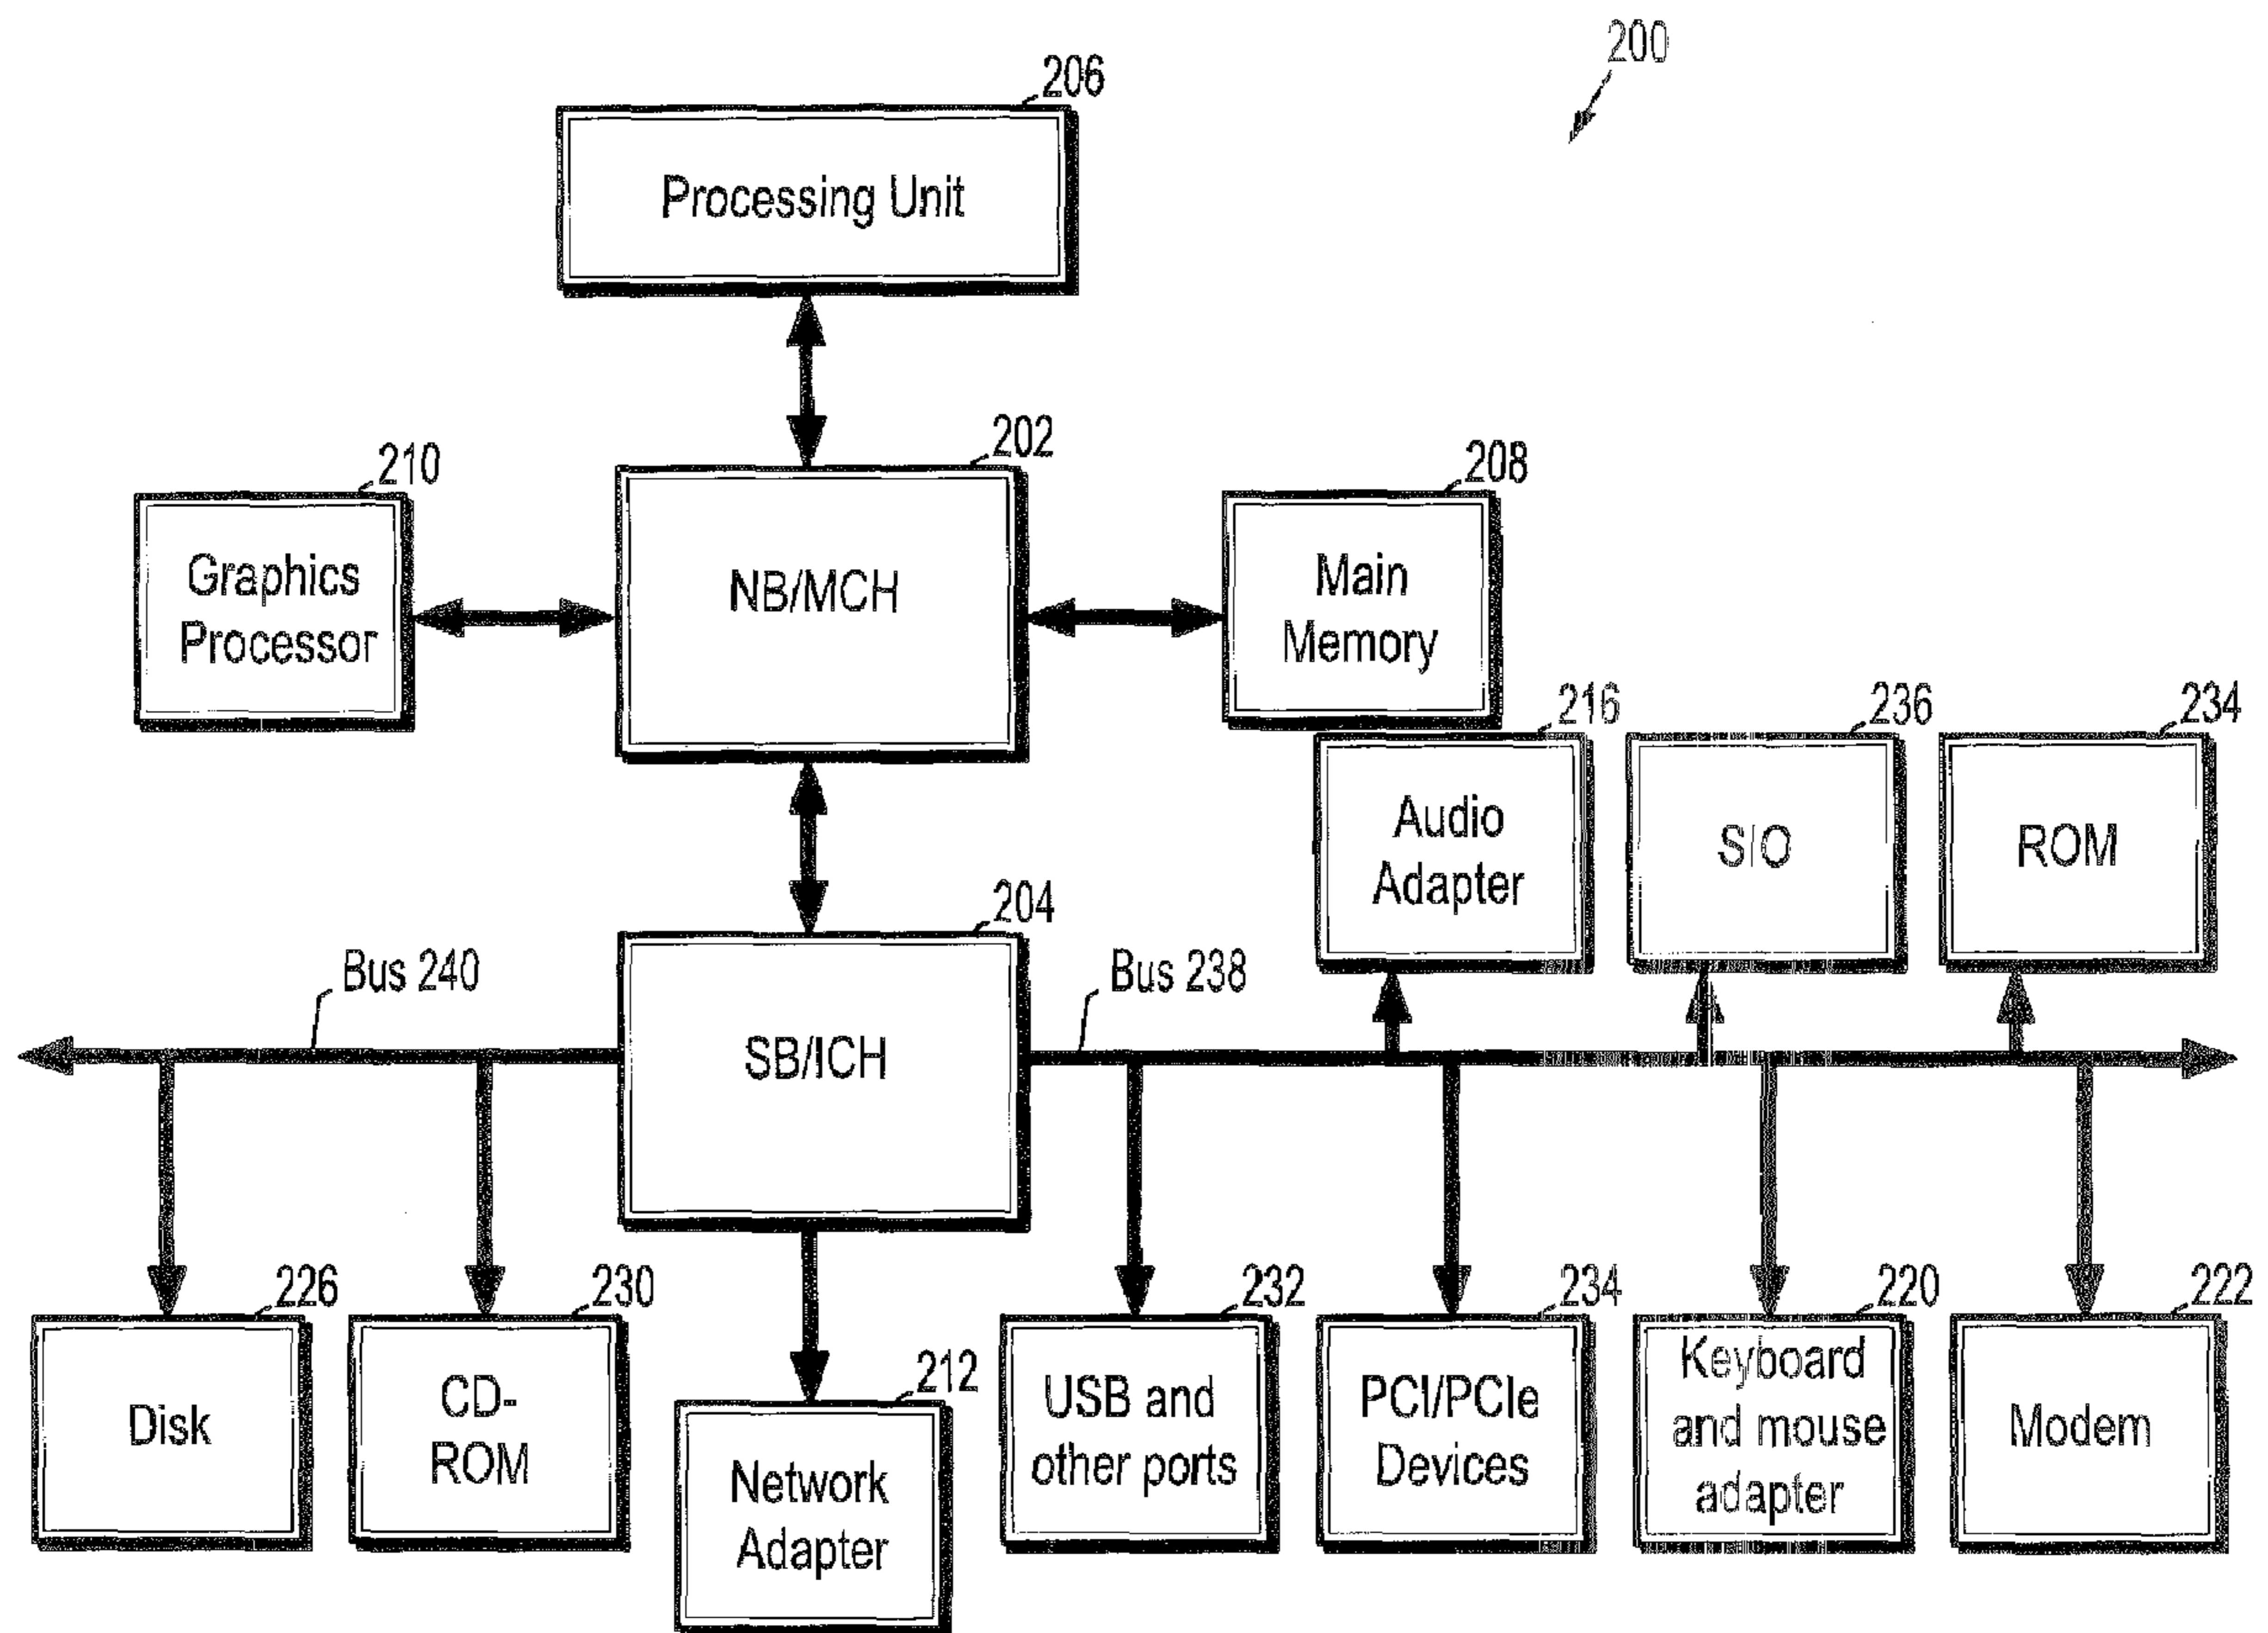 200
206
Processing Unit
202
210
208
Graphics
Processor
NB/MCH
Main
Memory
216
236
234
Audio
Adapter
S/O
ROM
204
Bus 240
Bus 238
SB/ICH
226
230
212
232
234
220
222
Disk
CD-
ROM
Network
Adapter
USB and
other ports
PCI/PCIe
Devices
Keyboard
and mouse
adapter
Modem